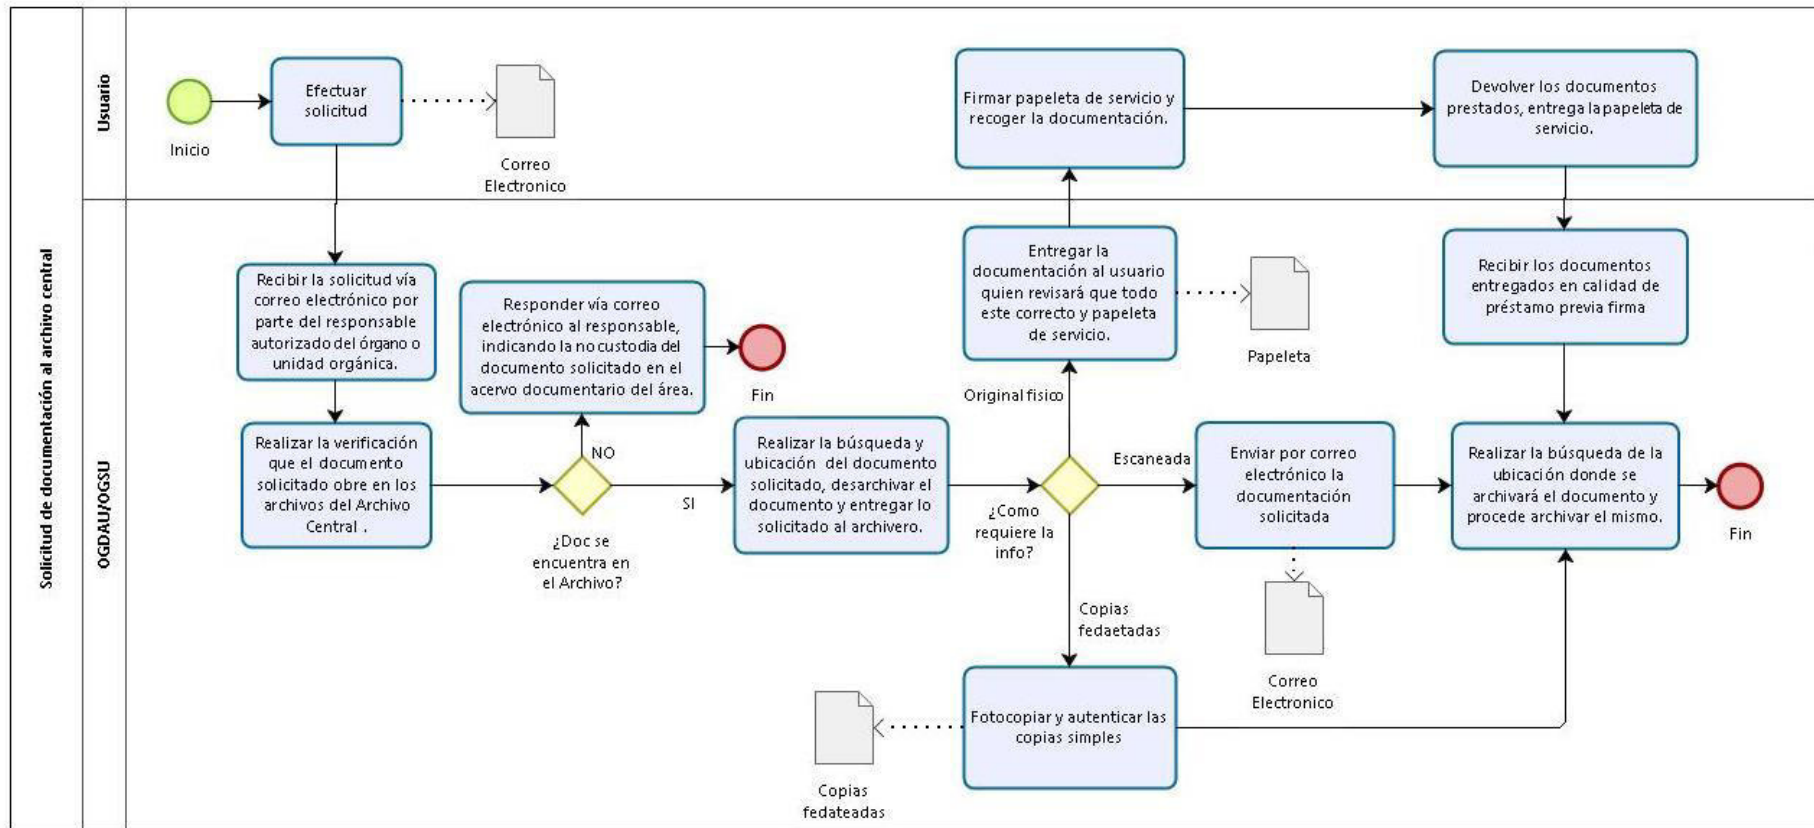 Solicitud de documentación al archivo central
Usuario
OGDAU/OGSU
Inicio
Efectuar
solicitud
Correo
Electronico
Firmar papeleta de servicio y
recoger la documentación.
Devolver los documentos
prestados, entrega la papeleta de
servicio.
Recibir la solicitud vía
correo electrónico por
parte del responsable
autorizado del órgano o
unidad orgánica.
Realizar la verificación
que el documento
solicitado obre en los
archivos del Archivo
Central .
¿Doc se
encuentra en
el Archivo?
NO
SI
Responder vía correo
electrónico al responsable,
indicando la no custodia del
documento solicitado en el
acervo documentario del área.
Fin
Realizar la búsqueda y
ubicación del documento
solicitado, desarchivar el
documento y entregar lo
solicitado al archivero.
¿Como
requiere la
info?
Original fisico
Entregar la
documentación al usuario
quien revisará que todo
este correcto y papeleta
de servicio.
Papeleta
Escaneada
Enviar por correo
electrónico la
documentación
solicitada
Correo
Electronico
Copias
fedaetadas
Fotocopiar y autenticar las
copias simples
Copias
fedateadas
Recibir los documentos
entregados en calidad de
préstamo previa firma
Realizar la búsqueda de la
ubicación donde se
archivará el documento y
procede archivar el mismo.
Fin